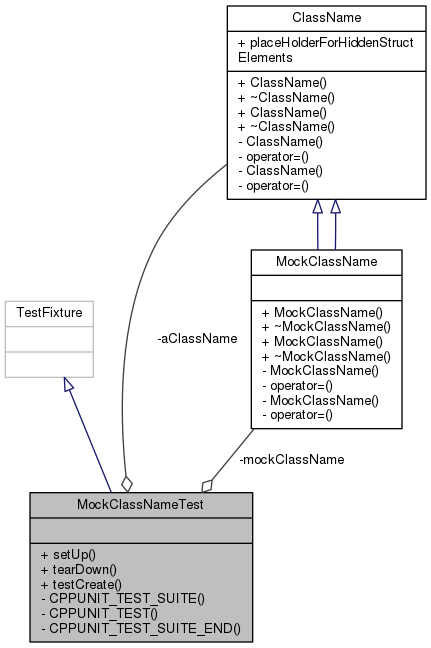 ClassName
+ placeHolderForHiddenStruct
Elements
+ ClassName()
+ ~ClassName()
+ ClassName()
+ ~ClassName()
- ClassName()
- operator=()
- ClassName()
- operator=()
MockClassName
+ MockClassName()
+ ~MockClassName()
+ MockClassName()
+ ~MockClassName()
- MockClassName()
- operator=()
- MockClassName()
- operator=()
TestFixture
-aClassName
-mockClassName
MockClassNameTest
+ setUp()
+ tearDown()
+ testCreate()
- CPPUNIT_TEST_SUITE()
- CPPUNIT_TEST()
- CPPUNIT_TEST_SUITE_END()